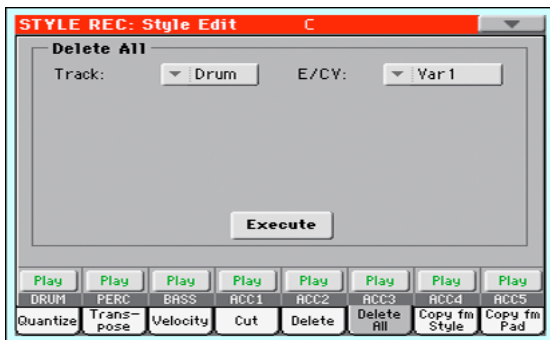 STYLE REC: Style Edit C
Delete All
Track: Drum E/CV: Var1
Execute
Play Play Play Play Play Play Play Play
DRUM PERC BASS ACC1 ACC2 ACC3 ACC4 ACC5
Quantize Trans-pose Velocity Cut Delete Delete All Copy fm Style Copy fm Pad